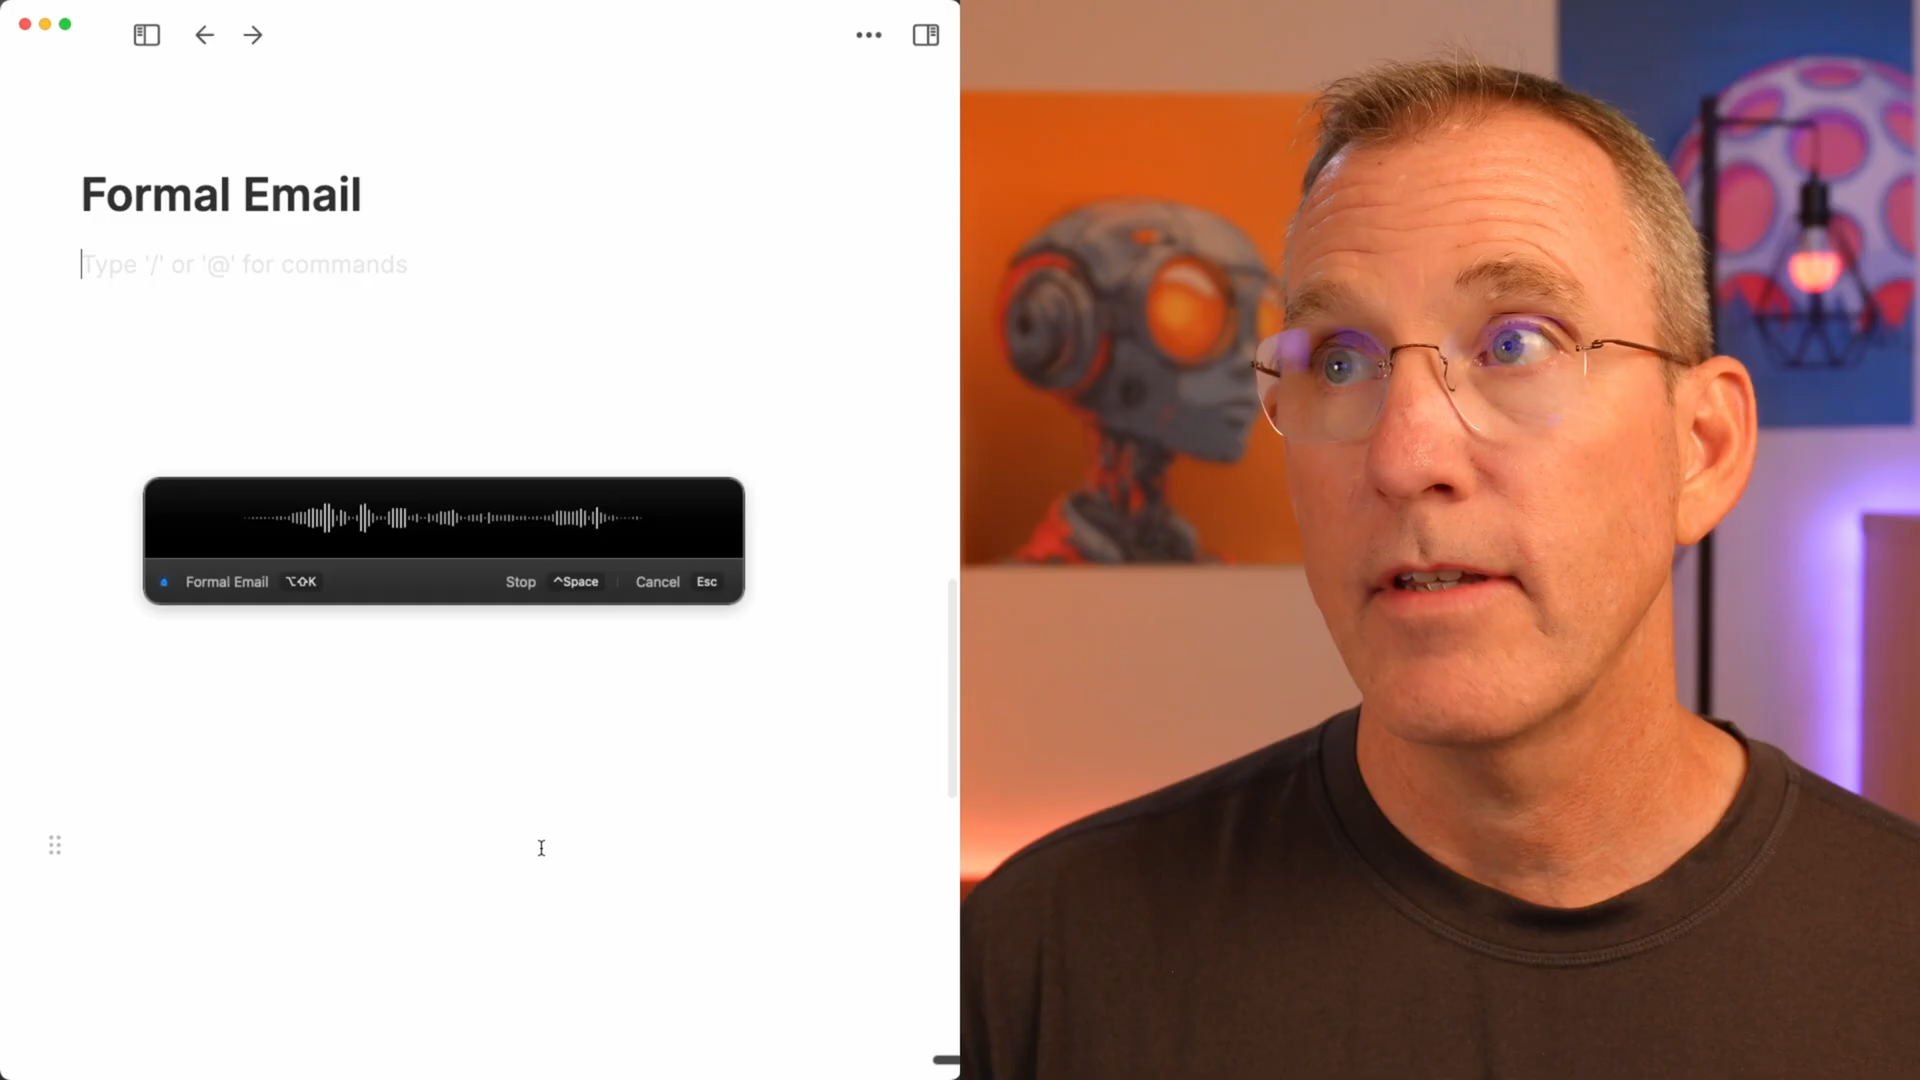 Formal Email
Type '/' or '@' for commands
Formal Email ⌥⇧K Stop ^Space Cancel Esc